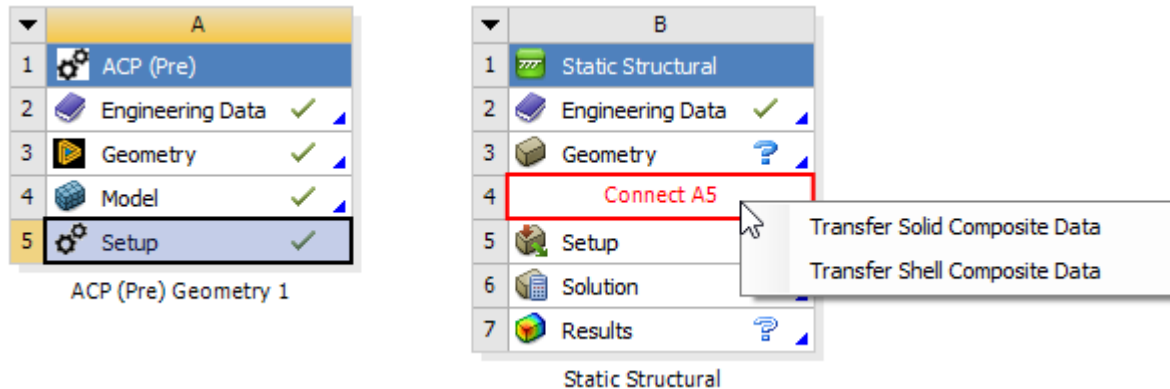 A
1 ACP (Pre)
2 Engineering Data
3 Geometry
4 Model
5 Setup
ACP (Pre) Geometry 1
B
1 Static Structural
2 Engineering Data
3 Geometry ?
4 Connect A5
5 Setup
6 Solution
7 Results ?
Static Structural
Transfer Solid Composite Data
Transfer Shell Composite Data